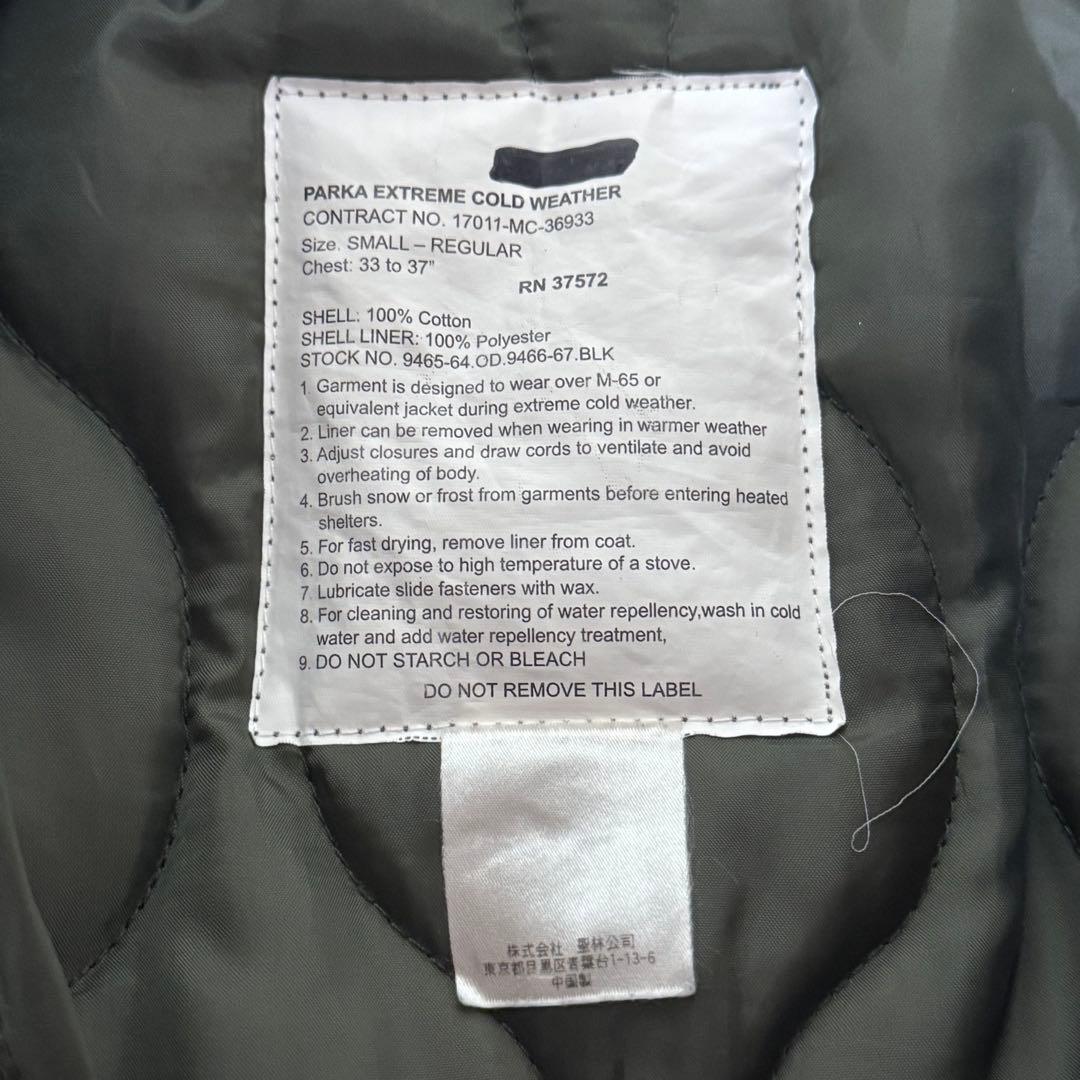 PARKA EXTREME COLD WEATHER
CONTRACT NO. 17011-MC-36933
Size. SMALL – REGULAR
Chest: 33 to 37"
RN 37572
SHELL: 100% Cotton
SHELL LINER: 100% Polyester
STOCK NO. 9465-64.OD.9466-67.BLK
1. Garment is designed to wear over M-65 or
equivalent jacket during extreme cold weather.
2. Liner can be removed when wearing in warmer weather
3. Adjust closures and draw cords to ventilate and avoid
overheating of body.
4. Brush snow or frost from garments before entering heated
shelters.
5. For fast drying, remove liner from coat.
6. Do not expose to high temperature of a stove.
7. Lubricate slide fasteners with wax.
8. For cleaning and restoring of water repellency,wash in cold
water and add water repellency treatment,
9. DO NOT STARCH OR BLEACH
DO NOT REMOVE THIS LABEL
株式会社 聖林公司
東京都目黒区青葉台1-13-6
中国製